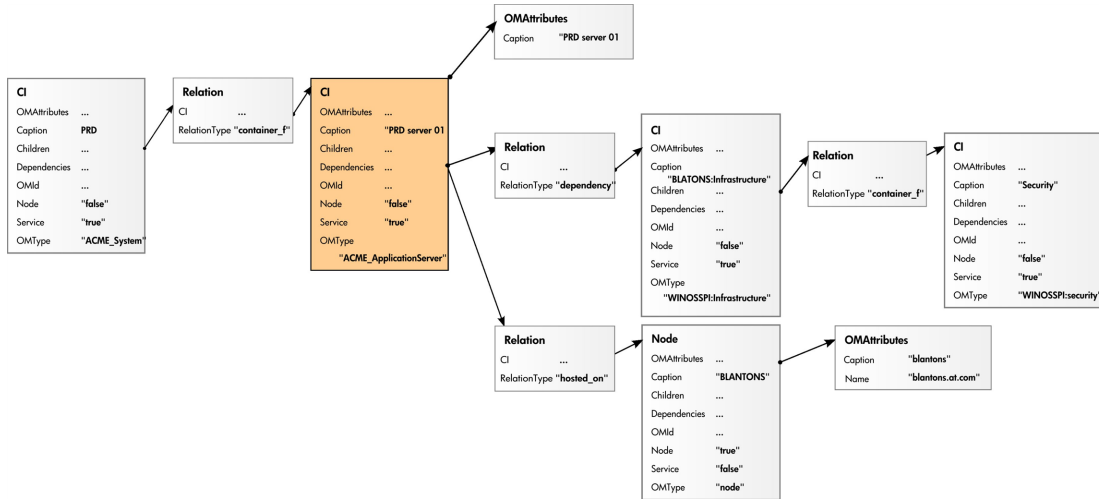 OMAttributes
Caption "PRD server 01
CI
OMAttributes ...
Caption PRD
Children ...
Dependencies ...
OMId ...
Node "false"
Service "true"
OMType "ACME_System"
Relation
CI ...
RelationType "container_f"
CI
OMAttributes ...
Caption "PRD server 01
Children ...
Dependencies ...
OMId ...
Node "false"
Service "true"
OMType
"ACME_ApplicationServer"
Relation
CI ...
RelationType "dependency"
CI
OMAttributes ...
Caption
"BLATONS:Infrastructure"
Children ...
Dependencies ...
OMId ...
Node "false"
Service "true"
OMType
"WINOSSPI:Infrastructure"
Relation
CI ...
RelationType "container_f"
CI
OMAttributes ...
Caption "Security"
Children ...
Dependencies ...
OMId ...
Node "false"
Service "true"
OMType "WINOSSPI:security"
Relation
CI ...
RelationType "hosted_on"
Node
OMAttributes ...
Caption "BLANTONS"
Children ...
Dependencies ...
OMId ...
Node "true"
Service "false"
OMType "node"
OMAttributes
Caption "blantons"
Name "blantons.at.com"